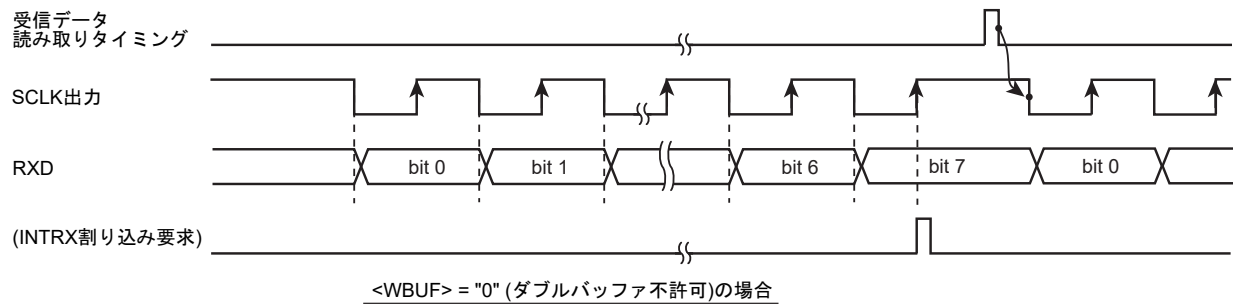 受信データ
読み取りタイミング
SCLK出力
RXD
bit 0
bit 1
bit 6
bit 7
bit 0
(INTRX割り込み要求)
<WBUF> = "0" (ダブルバッファ不許可)の場合